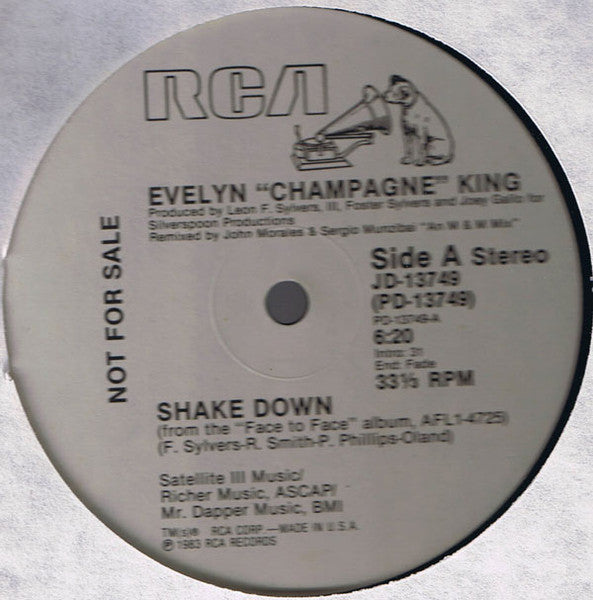 RCA
EVELYN "CHAMPAGNE" KING
Produced by Leon F. Sylvers, III, Foster Sylvers and Joey Gallo for
Silverspoon Productions
Remixed by John Morales & Sergio Munzibai "An W & W Mix"
NOT FOR SALE
Side A Stereo
JD-13749
(PD-13749)
PD-13749-A
6:20
Intro: 31
End: Fade
33⅓ RPM
SHAKE DOWN
(from the "Face to Face" album, AFL1-4725)
(F. Sylvers-R. Smith-P. Phillips-Oland)
Satellite III Music/
Richer Music, ASCAP/
Mr. Dapper Music, BMI
TM(s)® RCA CORP.—MADE IN U.S.A.
℗ 1983 RCA RECORDS